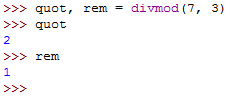 >>> quot, rem = divmod(7, 3)
>>> quot
2
>>> rem
1
>>>